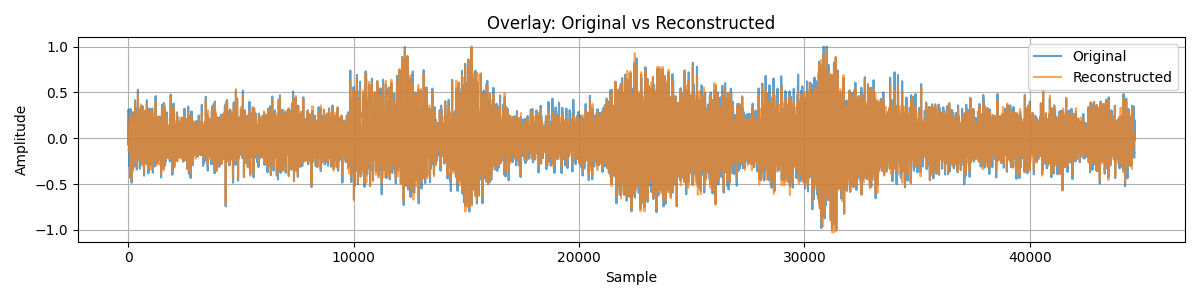 Overlay: Original vs Reconstructed
1.0
0.5
0.0
−0.5
−1.0
Amplitude
Original
Reconstructed
0
10000
20000
30000
40000
Sample